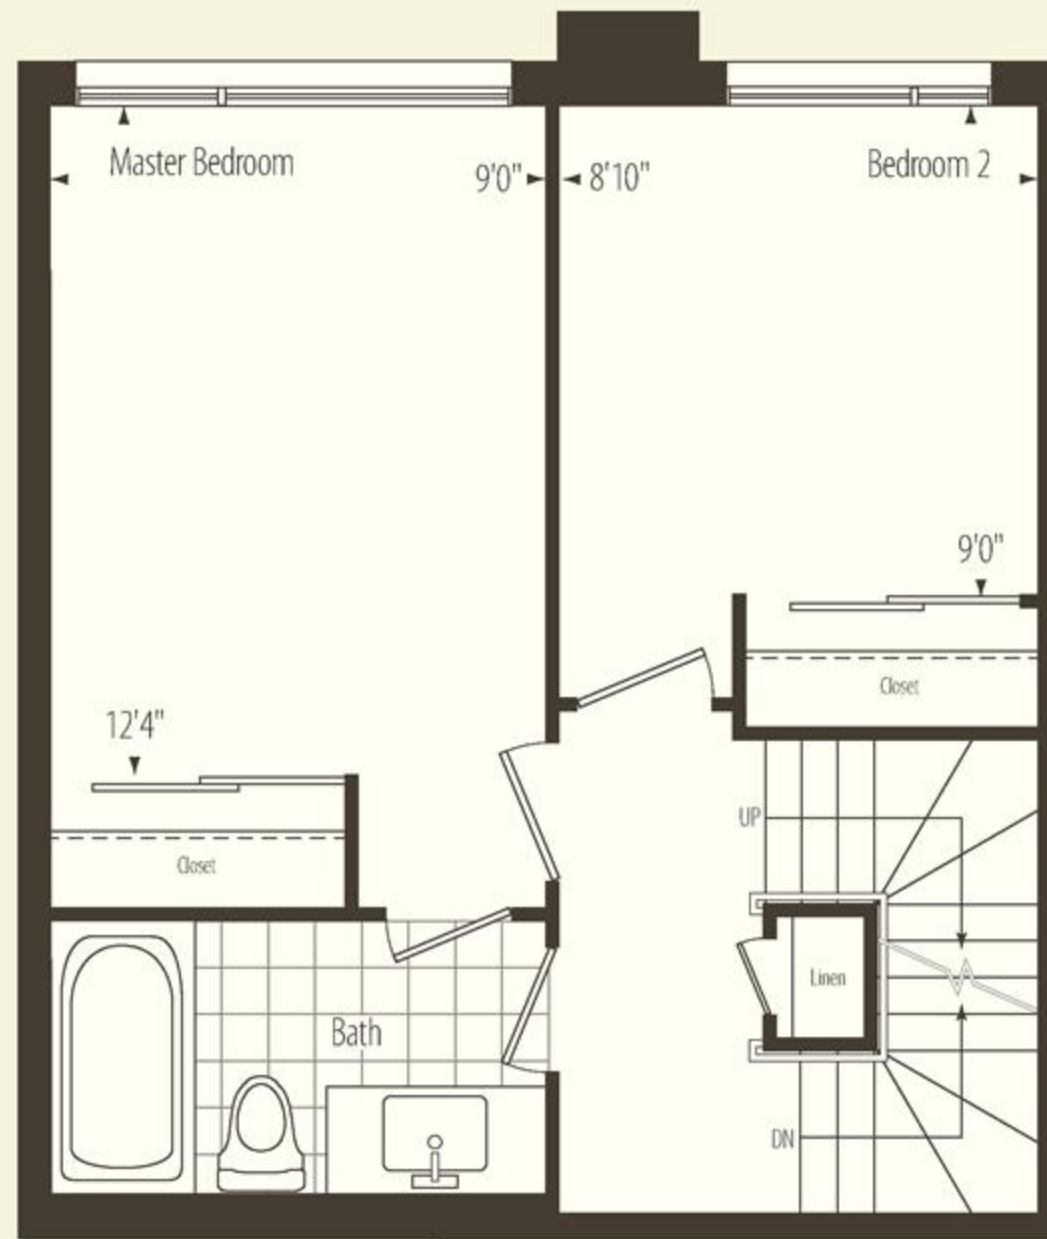 Master Bedroom
9'0"
8'10"
Bedroom 2
9'0"
Closet
12'4"
Closet
UP
Linen
Bath
DN